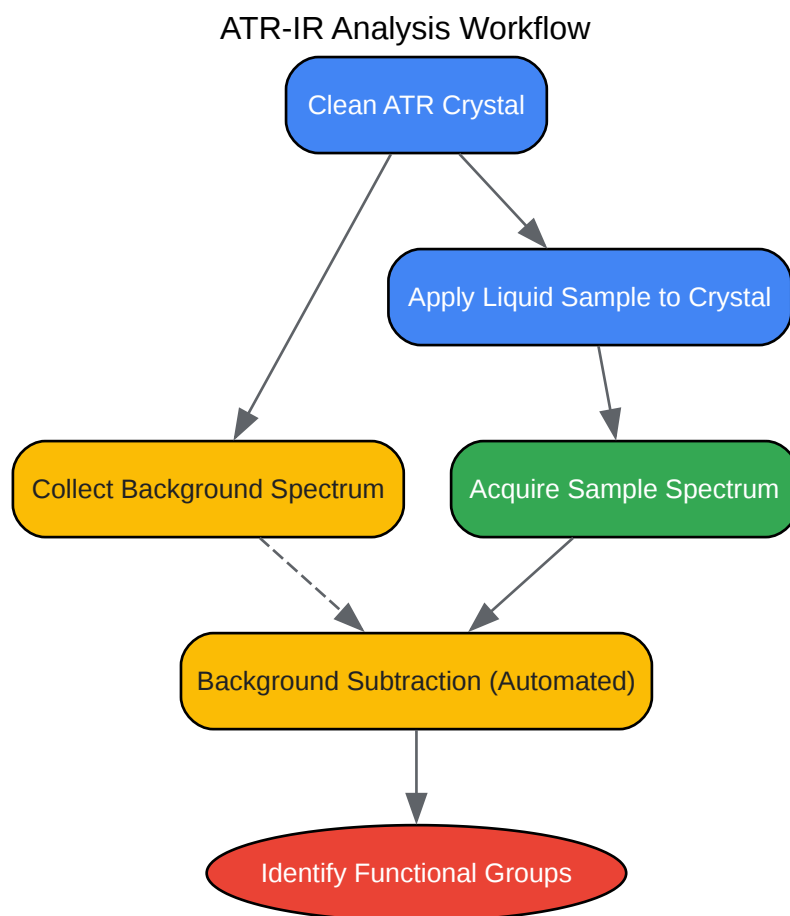 ATR-IR Analysis Workflow
Clean ATR Crystal
Apply Liquid Sample to Crystal
Collect Background Spectrum
Acquire Sample Spectrum
Background Subtraction (Automated)
Identify Functional Groups